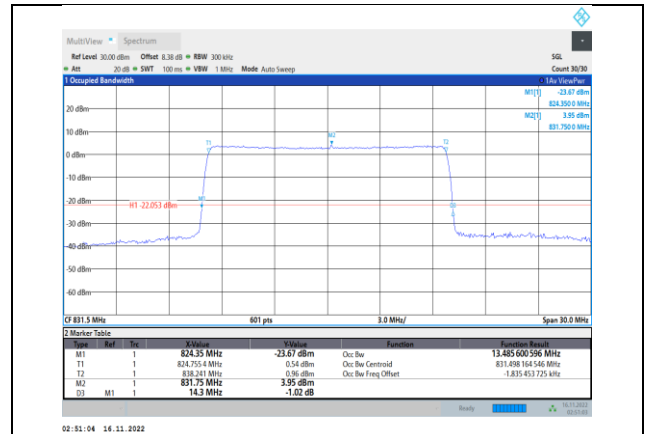 MultiView Spectrum
Ref Level 30.00 dBm Offset 8.38 dB RBW 300 kHz SGL
Att 20 dB SWT 100 ms VBW 1 MHz Mode Auto Sweep Count 30/30
1 Occupied Bandwidth 1Av ViewPwr
M1[1] -23.67 dBm
824.350 0 MHz
20 dBm M2[1] 3.95 dBm
831.750 0 MHz
10 dBm
T1 M2 T2
0 dBm
-10 dBm
-20 dBm H1 -22.053 dBm M1 D3
-30 dBm
-40 dBm
-50 dBm
-60 dBm
CF 831.5 MHz 601 pts 3.0 MHz/ Span 30.0 MHz
2 Marker Table
Type Ref Trc X-Value Y-Value Function Function Result
M1 1 824.35 MHz -23.67 dBm Occ Bw 13.485 600 596 MHz
T1 1 824.755 4 MHz 0.54 dBm Occ Bw Centroid 831.498 164 546 MHz
T2 1 838.241 MHz 0.96 dBm Occ Bw Freq Offset -1.835 453 725 kHz
M2 1 831.75 MHz 3.95 dBm
D3 M1 1 14.3 MHz -1.02 dB
Ready 16.11.2022
02:51:03
02:51:04 16.11.2022